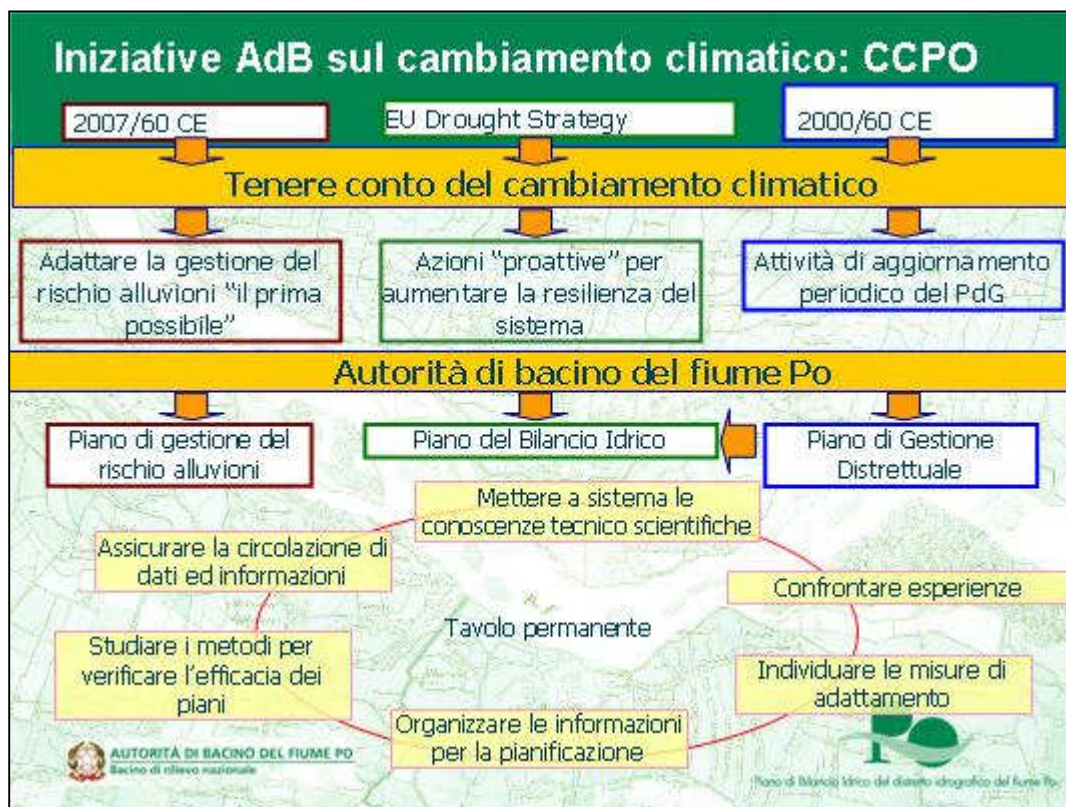 Iniziative AdB sul cambiamento climatico: CCPO
2007/60 CE
EU Drought Strategy
2000/60 CE
Tenere conto del cambiamento climatico
Adattare la gestione del
rischio alluvioni "il prima
possibile"
Azioni "proattive" per
aumentare la resilienza del
sistema
Attività di aggiornamento
periodico del PdG
Autorità di bacino del fiume Po
Piano di gestione del
rischio alluvioni
Piano del Bilancio Idrico
Piano di Gestione
Distrettuale
Mettere a sistema le
conoscenze tecnico scientifiche
Assicurare la circolazione di
dati ed informazioni
Confrontare esperienze
Tavolo permanente
Studiare i metodi per
verificare l'efficacia dei
piani
Individuare le misure di
adattamento
Organizzare le informazioni
per la pianificazione
AUTORITÀ DI BACINO DEL FIUME PO
Bacino di rilievo nazionale
Po
Piano di Bilancio Idrico del distretto idrografico del fiume Po